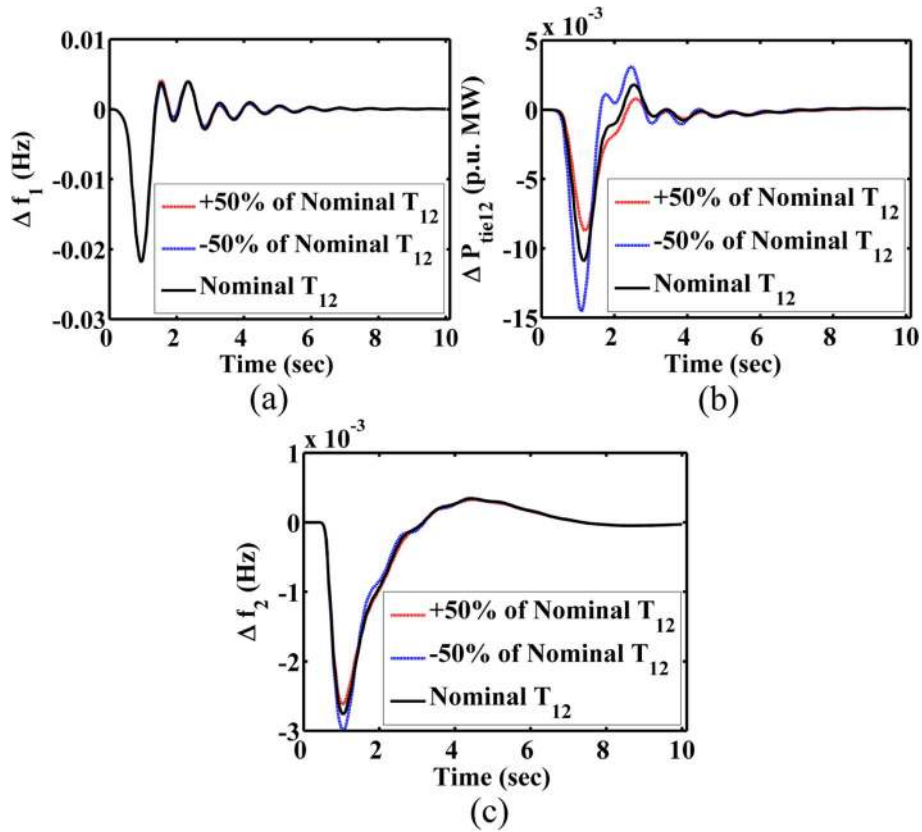 0.01
0
-0.01
-0.02
-0.03
Δ f₁ (Hz)
+50% of Nominal T₁₂
-50% of Nominal T₁₂
Nominal T₁₂
0 2 4 6 8 10
Time (sec)
(a)
x 10⁻³
5
0
-5
-10
-15
Δ P_tie12 (p.u. MW)
+50% of Nominal T₁₂
-50% of Nominal T₁₂
Nominal T₁₂
0 2 4 6 8 10
Time (sec)
(b)
x 10⁻³
1
0
-1
-2
-3
Δ f₂ (Hz)
+50% of Nominal T₁₂
-50% of Nominal T₁₂
Nominal T₁₂
0 2 4 6 8 10
Time (sec)
(c)